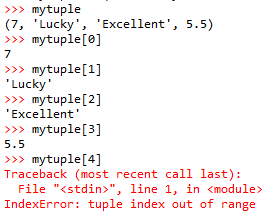 >>> mytuple
(7, 'Lucky', 'Excellent', 5.5)
>>> mytuple[0]
7
>>> mytuple[1]
'Lucky'
>>> mytuple[2]
'Excellent'
>>> mytuple[3]
5.5
>>> mytuple[4]
Traceback (most recent call last):
  File "<stdin>", line 1, in <module>
IndexError: tuple index out of range